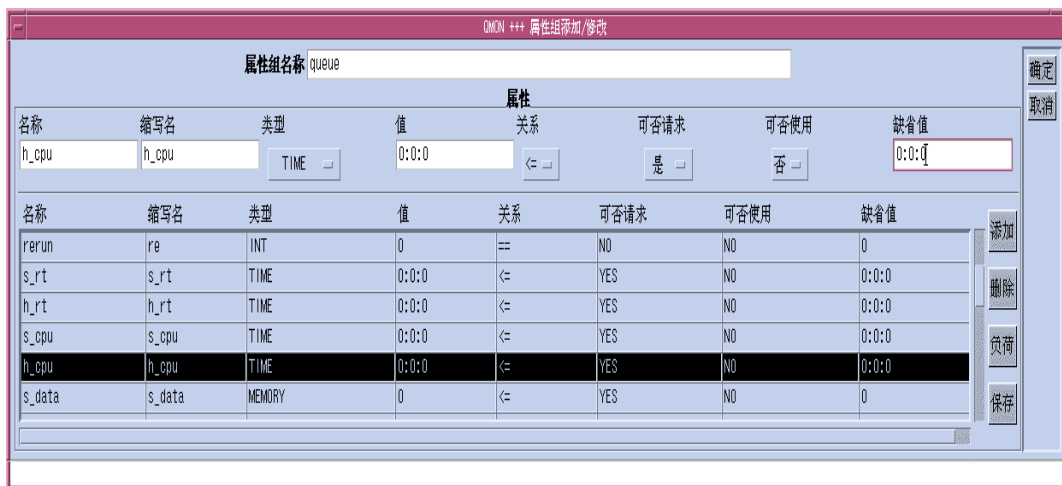 QMON +++ 属性组添加/修改
属性组名称 queue
确定
取消
属性
名称 缩写名 类型 值 关系 可否请求 可否使用 缺省值
h_cpu h_cpu TIME 0:0:0 <= 是 否 0:0:0
名称 缩写名 类型 值 关系 可否请求 可否使用 缺省值
rerun re INT 0 == NO NO 0
s_rt s_rt TIME 0:0:0 <= YES NO 0:0:0
h_rt h_rt TIME 0:0:0 <= YES NO 0:0:0
s_cpu s_cpu TIME 0:0:0 <= YES NO 0:0:0
h_cpu h_cpu TIME 0:0:0 <= YES NO 0:0:0
s_data s_data MEMORY 0 <= YES NO 0
添加
删除
负荷
保存